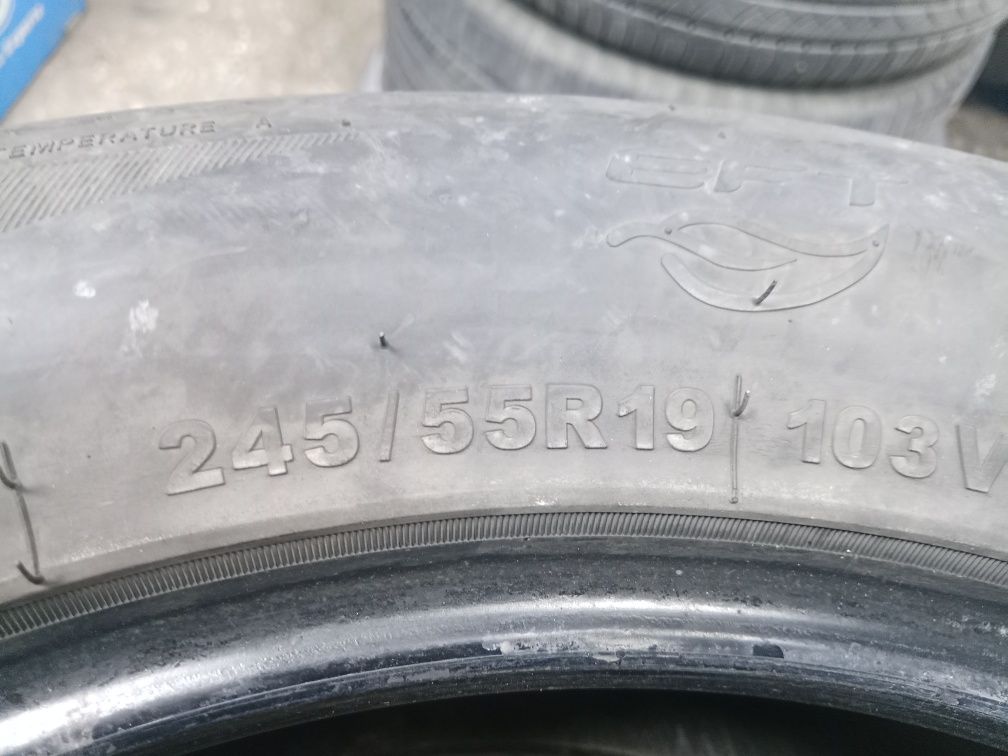 TEMPERATURE A
EFT
245/55R19 103V